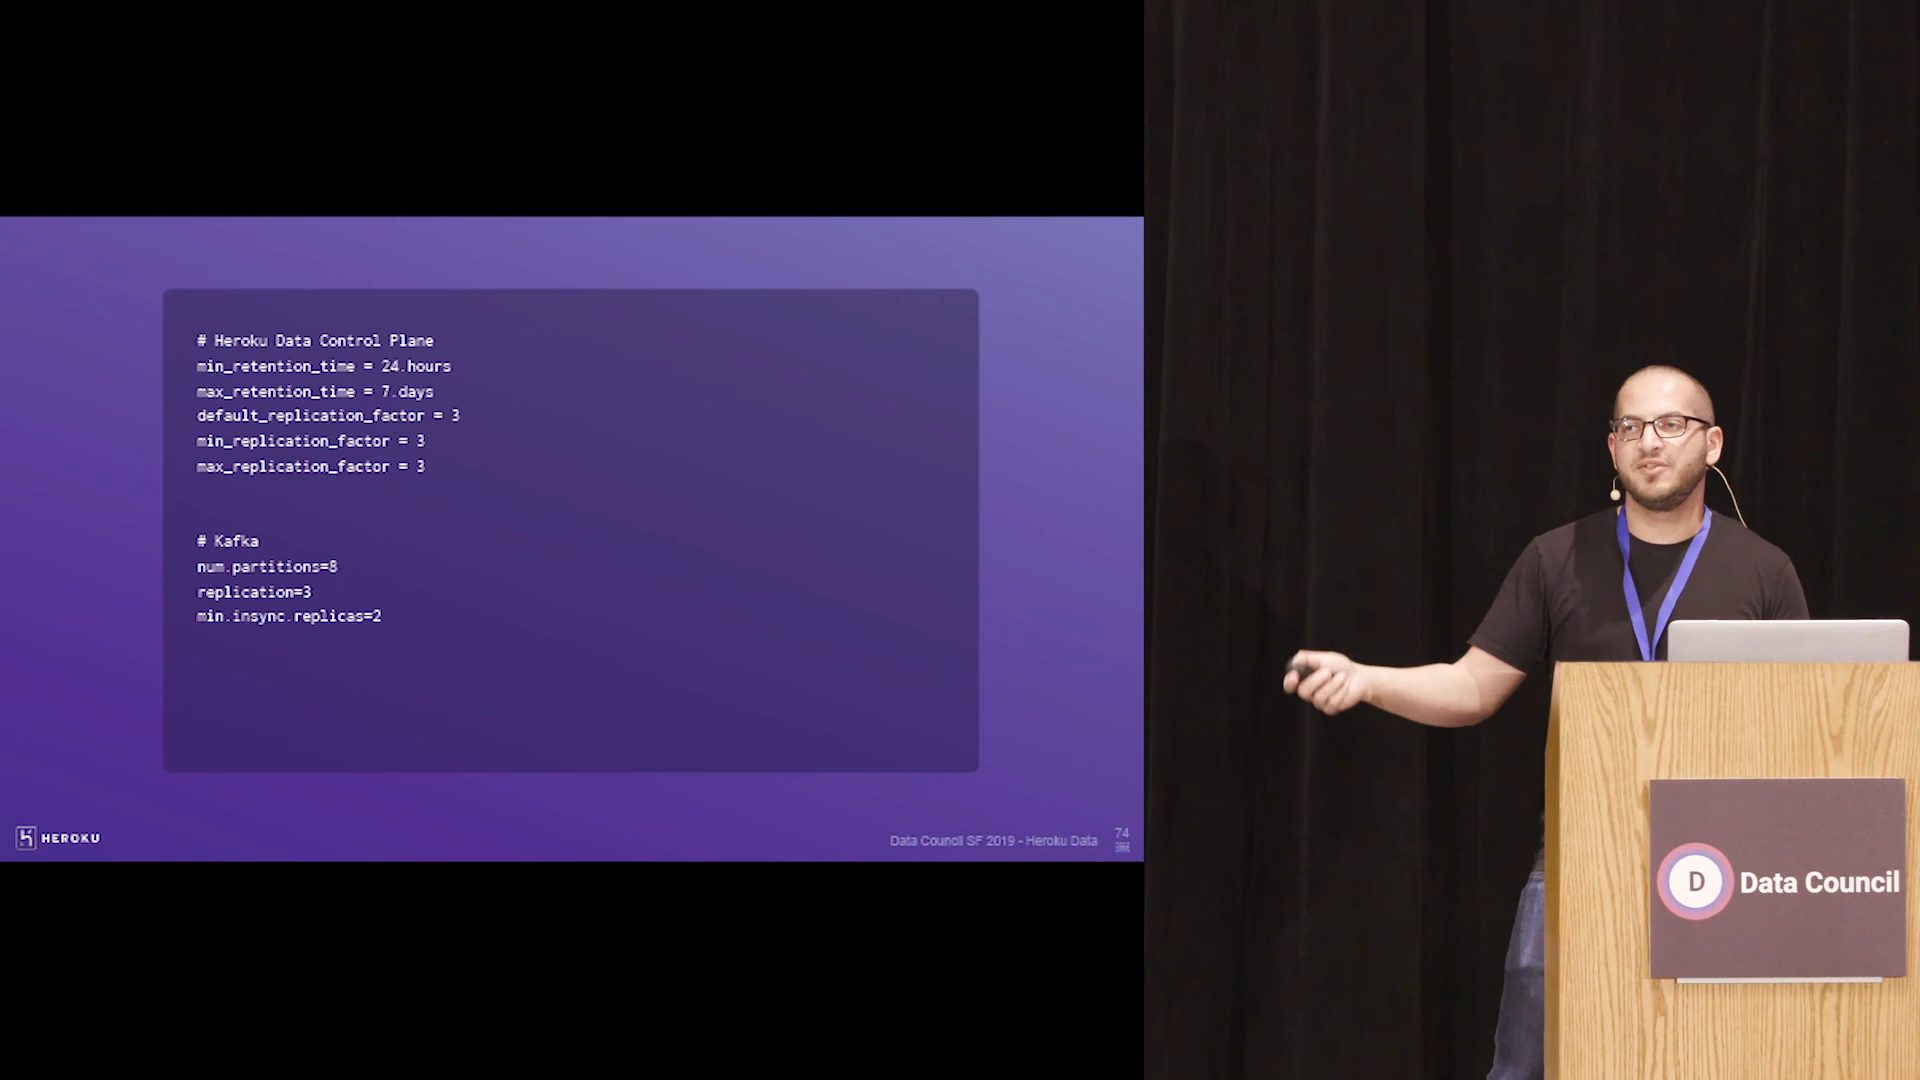 # Heroku Data Control Plane
min_retention_time = 24.hours
max_retention_time = 7.days
default_replication_factor = 3
min_replication_factor = 3
max_replication_factor = 3
# Kafka
num.partitions=8
replication=3
min.insync.replicas=2
HEROKU
Data Council SF 2019 - Heroku Data
74
D Data Council